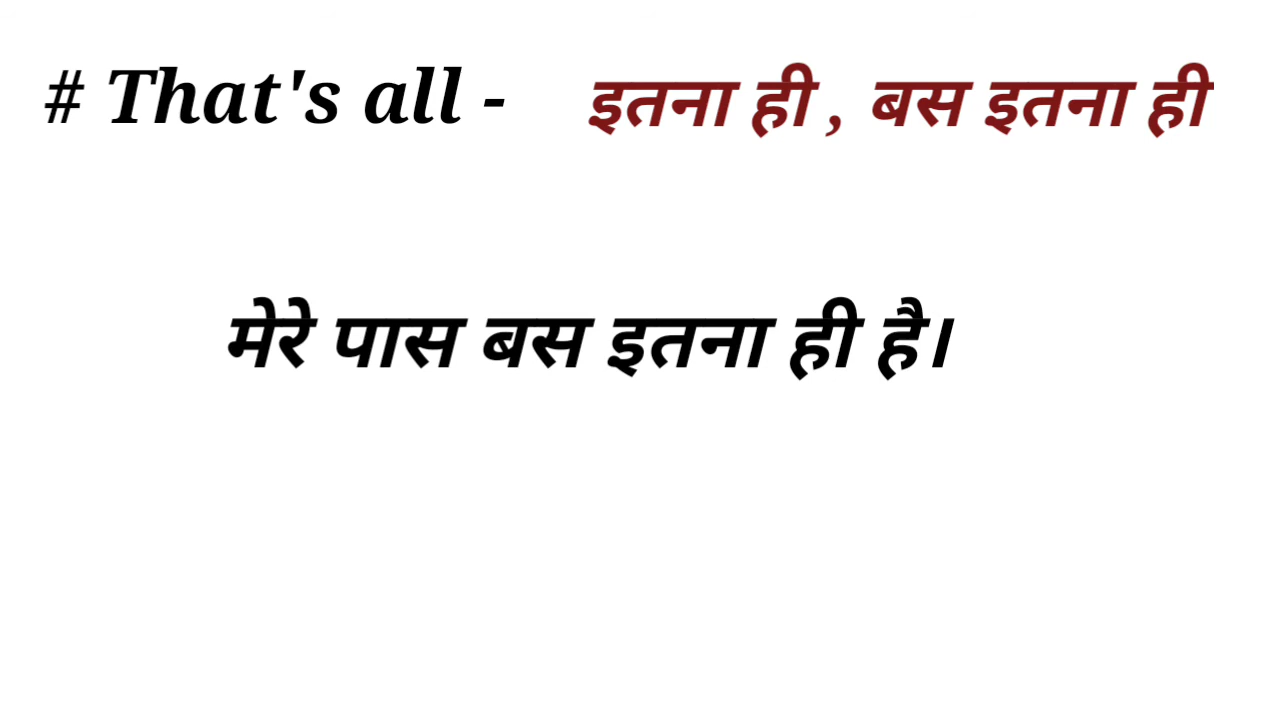 # That's all - इतना ही , बस इतना ही
मेरे पास बस इतना ही है।